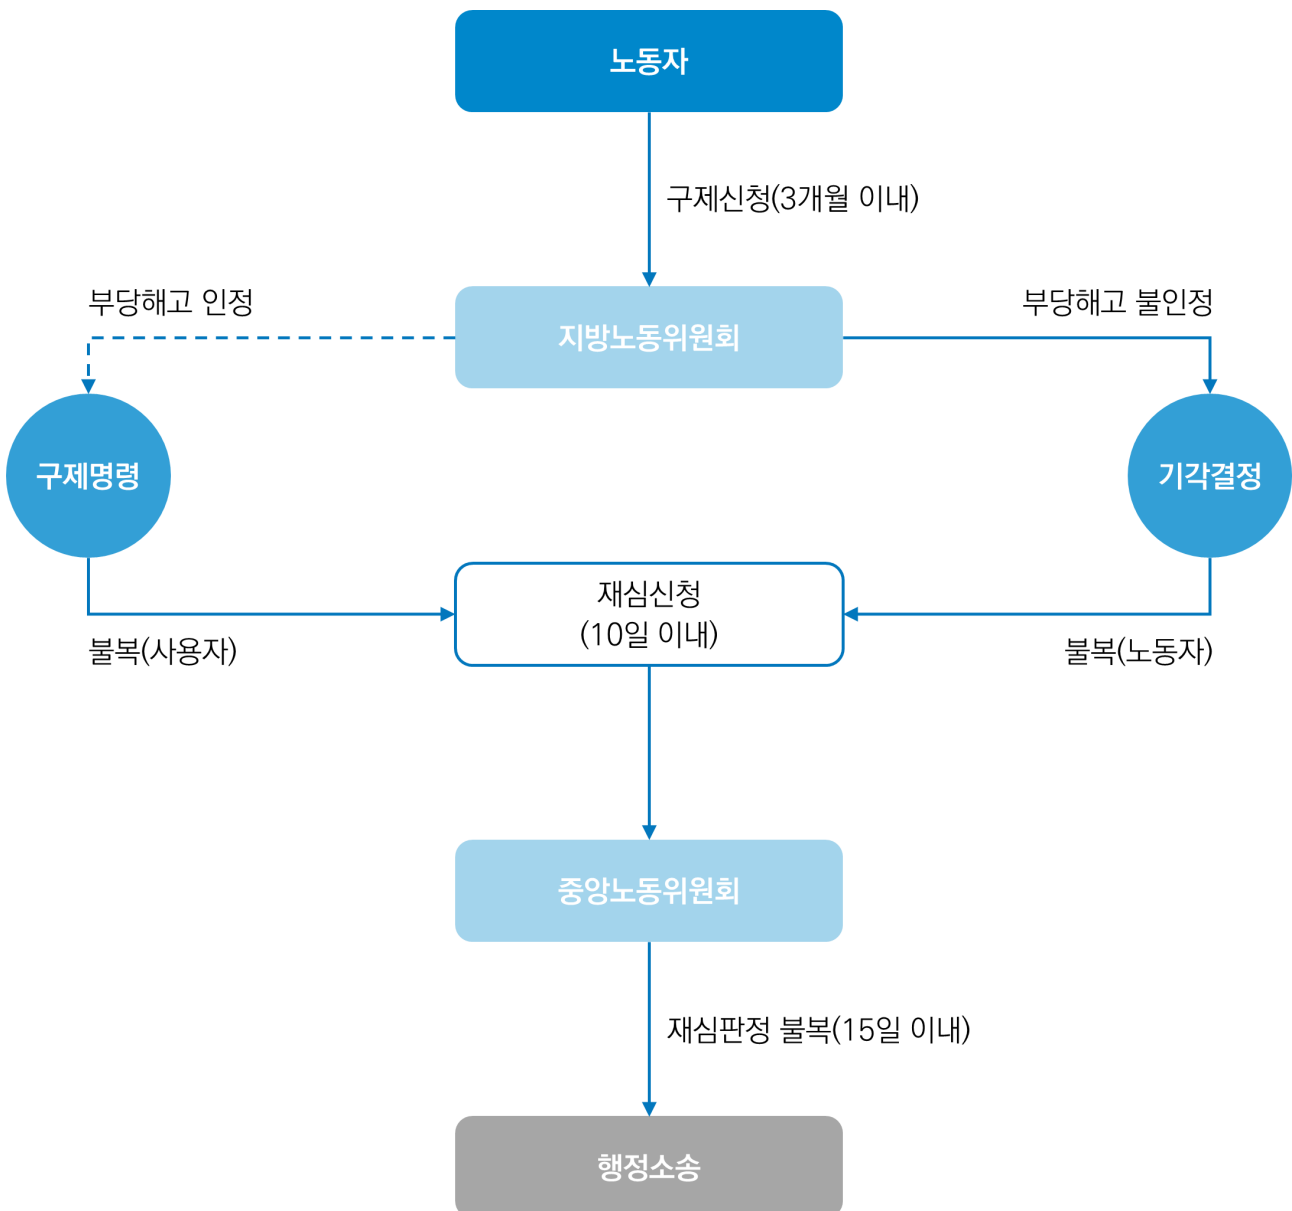 노동자
구제신청(3개월 이내)
부당해고 인정
부당해고 불인정
지방노동위원회
구제명령
기각결정
재심신청
(10일 이내)
불복(사용자)
불복(노동자)
중앙노동위원회
재심판정 불복(15일 이내)
행정소송